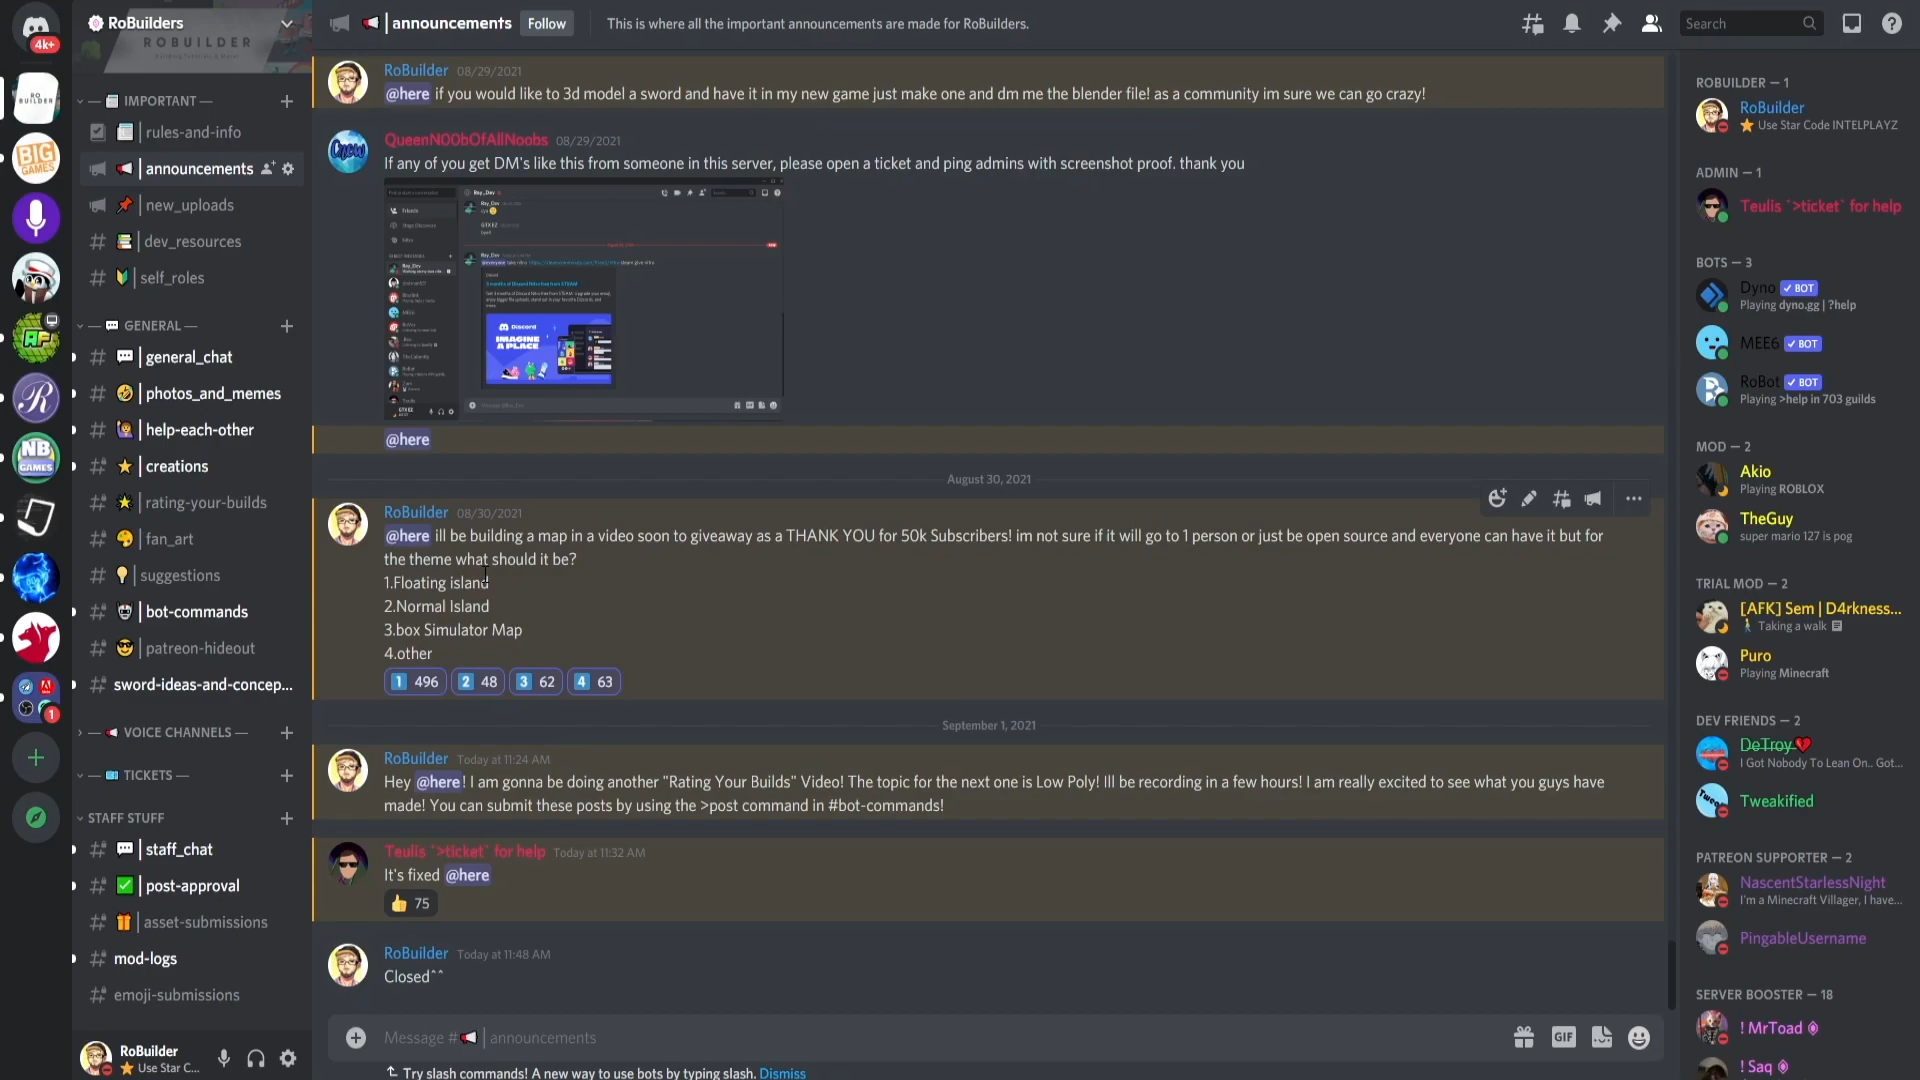 4k+
RO
BUILDER
BIG
GAMES
AF
R
NB
GAMES
1
RoBuilders
ROBUILDER
— IMPORTANT —
| rules-and-info
| announcements
| new_uploads
# | dev_resources
# | self_roles
— GENERAL —
# | general_chat
# | photos_and_memes
# | help-each-other
# | creations
# | rating-your-builds
# | fan_art
# | suggestions
# | bot-commands
# | patreon-hideout
# sword-ideas-and-concep...
— VOICE CHANNELS —
— TICKETS —
STAFF STUFF
# | staff_chat
# | post-approval
# | asset-submissions
# mod-logs
# emoji-submissions
RoBuilder
Use Star C...
| announcements Follow This is where all the important announcements are made for RoBuilders.
Search
RoBuilder 08/29/2021
@here if you would like to 3d model a sword and have it in my new game just make one and dm me the blender file! as a community im sure we can go crazy!
Crew
QueenN00bOfAllNoobs 08/29/2021
If any of you get DM's like this from someone in this server, please open a ticket and ping admins with screenshot proof. thank you
Ray_Dev
Friends
Nitro
Discord
IMAGINE
A PLACE
@here
August 30, 2021
RoBuilder 08/30/2021
@here ill be building a map in a video soon to giveaway as a THANK YOU for 50k Subscribers! im not sure if it will go to 1 person or just be open source and everyone can have it but for
the theme what should it be?
1.Floating island
2.Normal Island
3.box Simulator Map
4.other
1 496 2 48 3 62 4 63
September 1, 2021
RoBuilder Today at 11:24 AM
Hey @here! I am gonna be doing another "Rating Your Builds" Video! The topic for the next one is Low Poly! Ill be recording in a few hours! I am really excited to see what you guys have
made! You can submit these posts by using the >post command in #bot-commands!
Teulis `>ticket` for help Today at 11:32 AM
It's fixed @here
75
RoBuilder Today at 11:48 AM
Closed^^
Message # | announcements
GIF
Try slash commands! A new way to use bots by typing slash. Dismiss
ROBUILDER — 1
RoBuilder
Use Star Code INTELPLAYZ
ADMIN — 1
Teulis `>ticket` for help
BOTS — 3
Dyno BOT
Playing dyno.gg | ?help
MEE6 BOT
RoBot BOT
Playing >help in 703 guilds
MOD — 2
Akio
Playing ROBLOX
TheGuy
super mario 127 is pog
TRIAL MOD — 2
[AFK] Sem | D4rkness...
Taking a walk
Puro
Playing Minecraft
DEV FRIENDS — 2
DeTroy
I Got Nobody To Lean On.. Got...
Tweakified
PATREON SUPPORTER — 2
NascentStarlessNight
I'm a Minecraft Villager, I have...
PingableUsername
SERVER BOOSTER — 18
! MrToad
! Saq